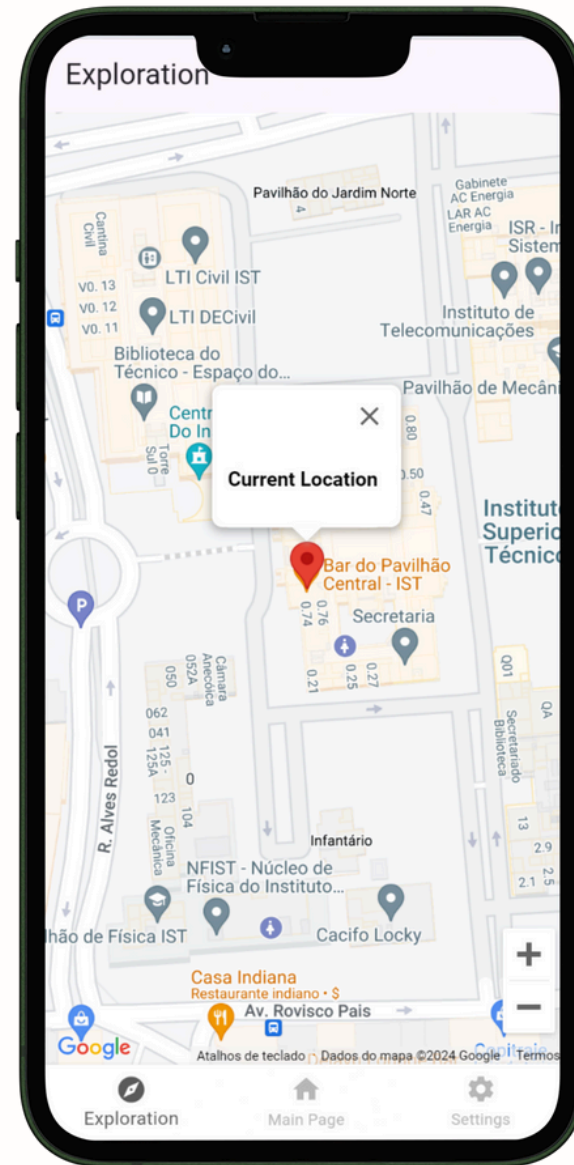 Exploration
Pavilhão do Jardim Norte
4
Gabinete
AC Energia
LAR AC
Energia
ISR - In
Sistem
Cantina
Civil
LTI Civil IST
V0. 13
V0. 12
V0. 11
LTI DECivil
Instituto de
Telecomunicações
Biblioteca do
Técnico - Espaço do...
Pavilhão de Mecâni
Centr
Do In
Torre
Sul 0
0.80
0.50
0.47
Current Location
Institut
Superio
Técnico
Bar do Pavilhão
Central - IST
0.76
0.74
Secretaria
P
0.21
0.25
0.27
Câmara
Anecóica
052A
050
062
041
125 -
125A
0
123
104
Oficina
Mecânica
R. Alves Redol
Q01
QA
Secretariado
Biblioteca
13
2.9
2.5
2.1
Infantário
NFIST - Núcleo de
Física do Instituto...
lhão de Física IST
Cacifo Locky
+
−
Casa Indiana
Restaurante indiano • $
Av. Rovisco Pais
Google
Atalhos de teclado
Dados do mapa ©2024 Google
Termos
Exploration
Main Page
Settings